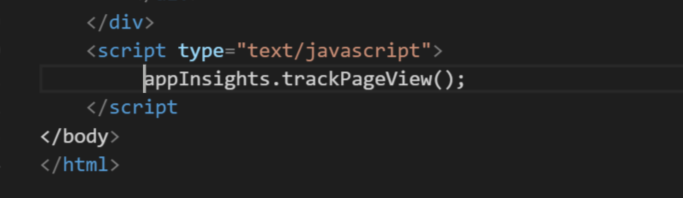 </div>
<script type="text/javascript">
appInsights.trackPageView();
</script
</body>
</html>